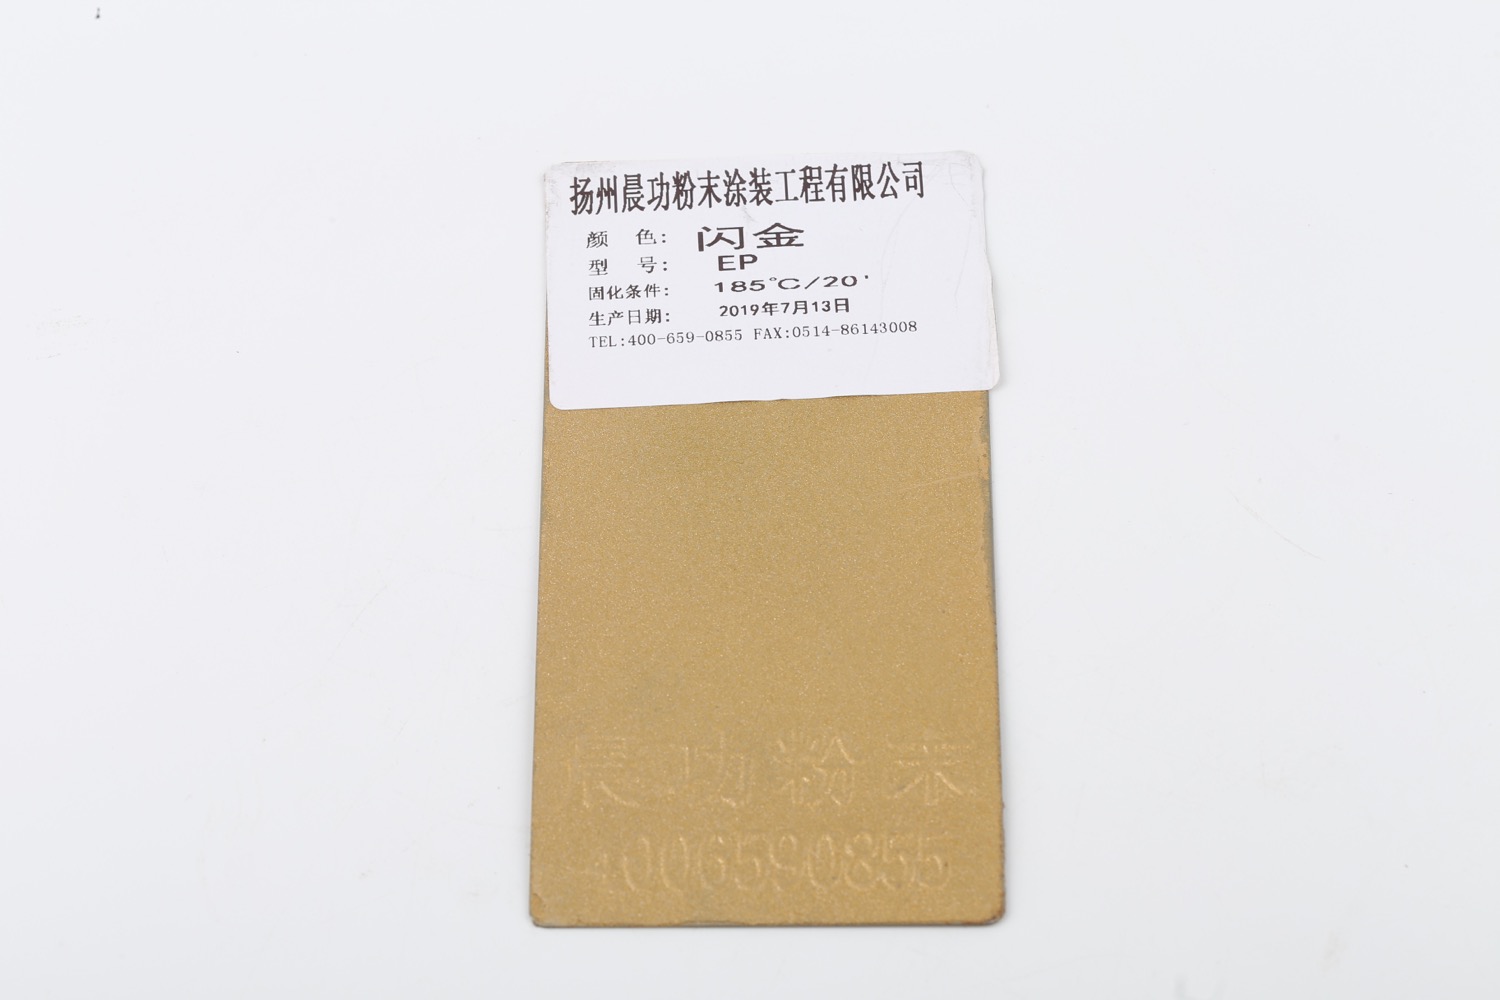 扬州晨功粉末涂装工程有限公司
颜 色: 闪金
型 号: EP
固化条件: 185℃/20'
生产日期: 2019年7月13日
TEL:400-659-0855 FAX:0514-86143008
晨功粉末
4006590855